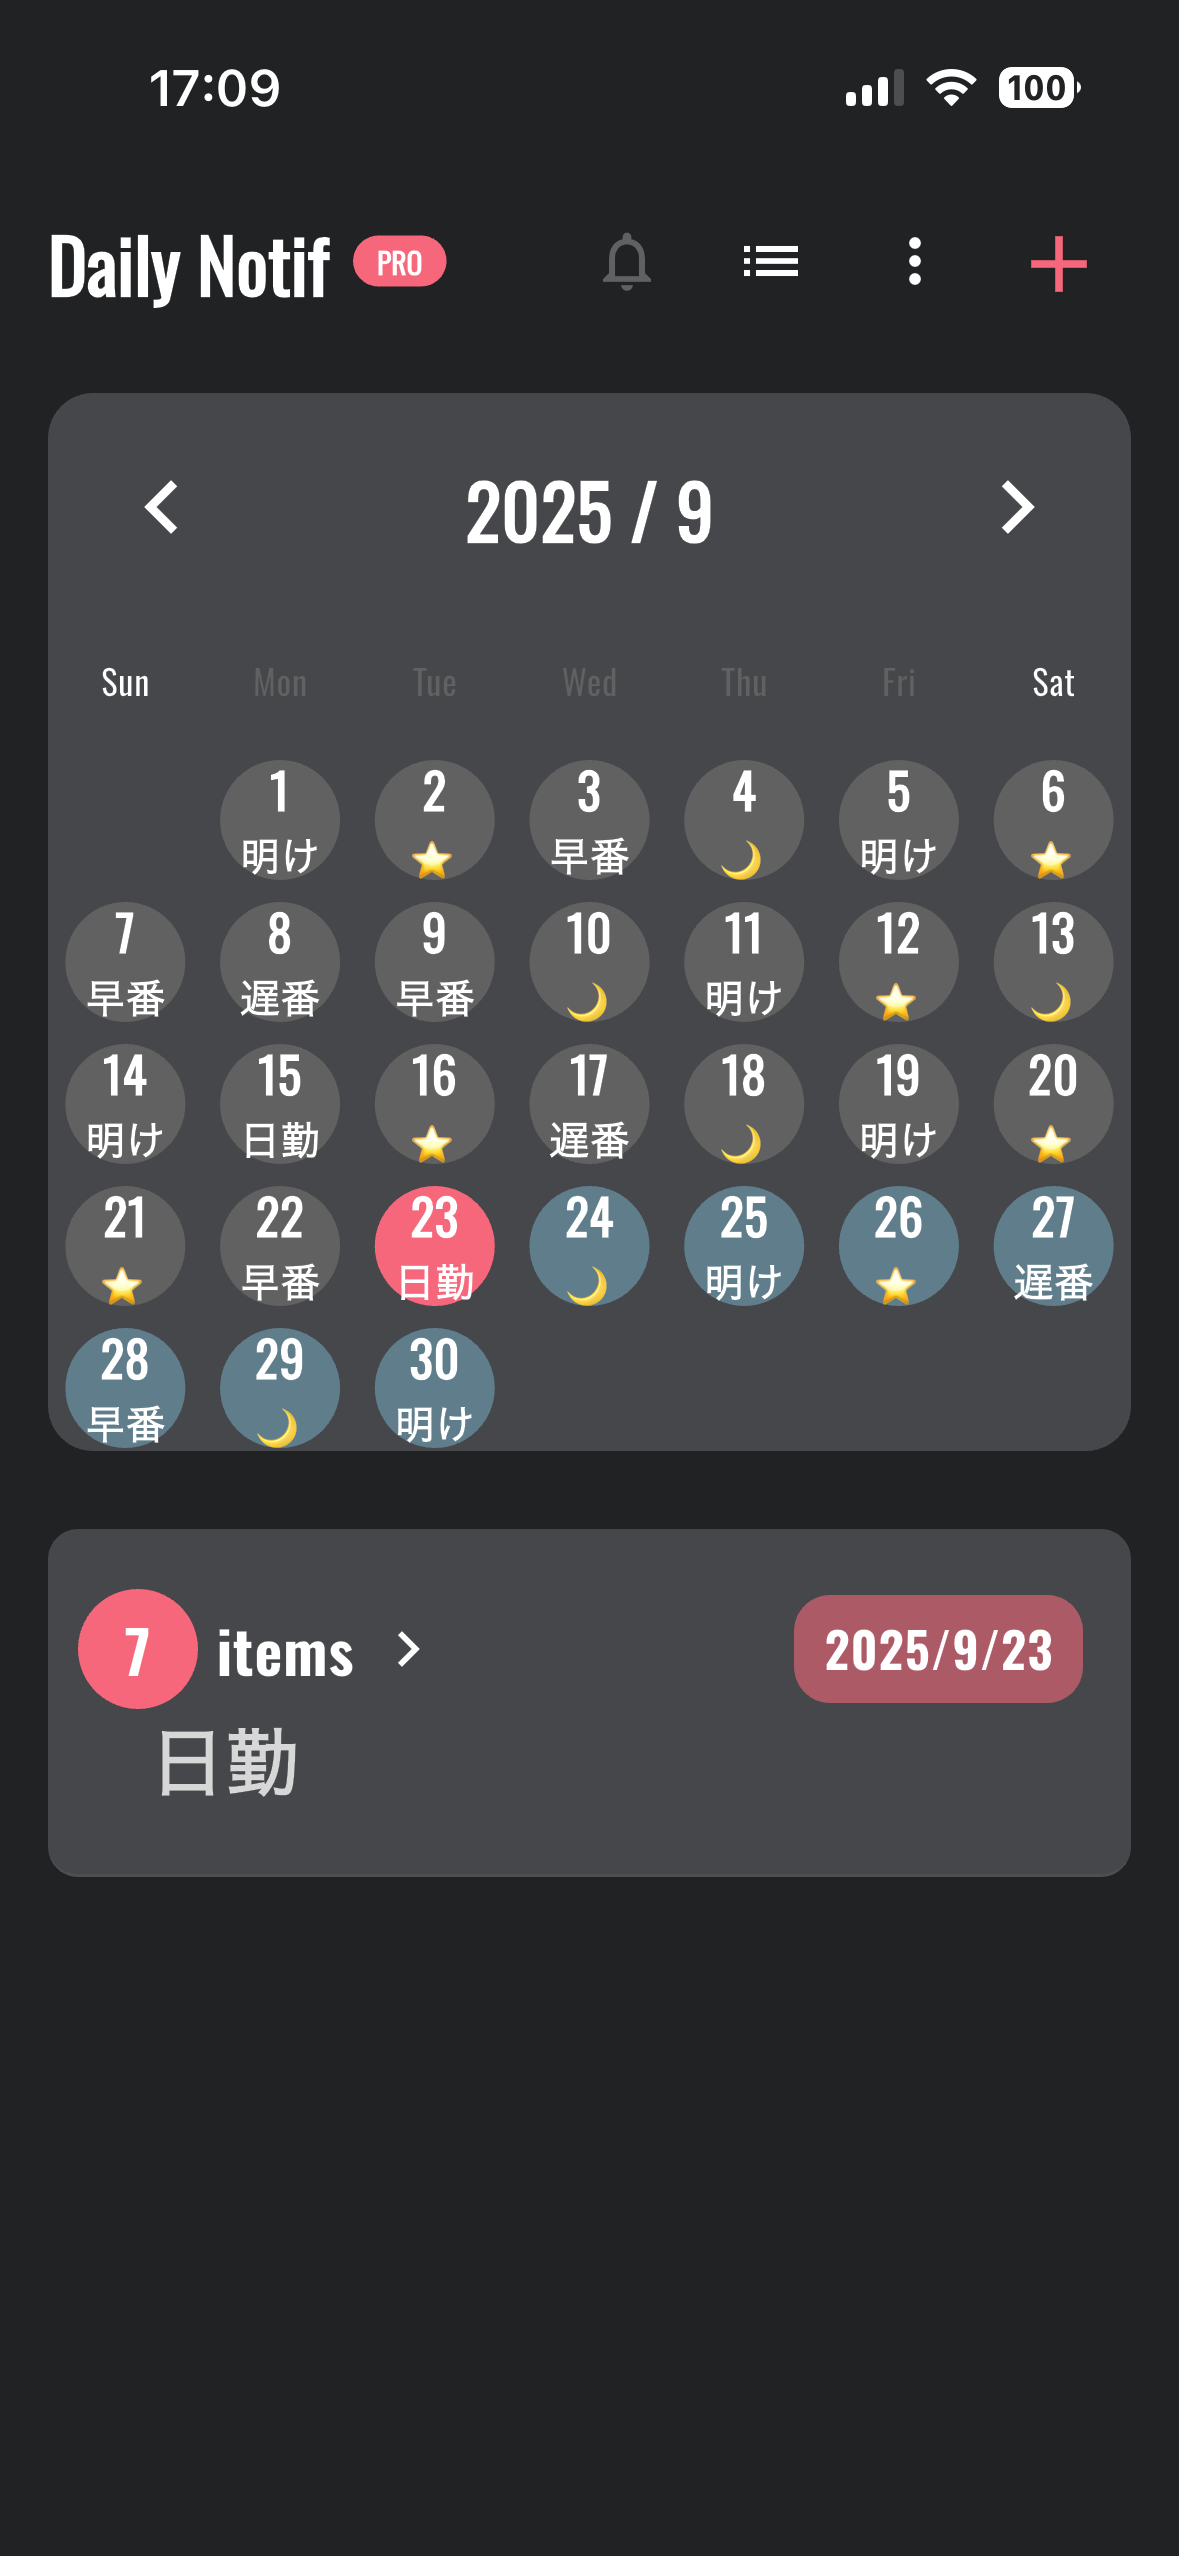 17:09 100
Daily Notif PRO
2025 / 9
Sun Mon Tue Wed Thu Fri Sat
1 2 3 4 5 6
明け ⭐ 早番 🌙 明け ⭐
7 8 9 10 11 12 13
早番 遅番 早番 🌙 明け ⭐ 🌙
14 15 16 17 18 19 20
明け 日勤 ⭐ 遅番 🌙 明け ⭐
21 22 23 24 25 26 27
⭐ 早番 日勤 🌙 明け ⭐ 遅番
28 29 30
早番 🌙 明け
7 items 2025/9/23
日勤